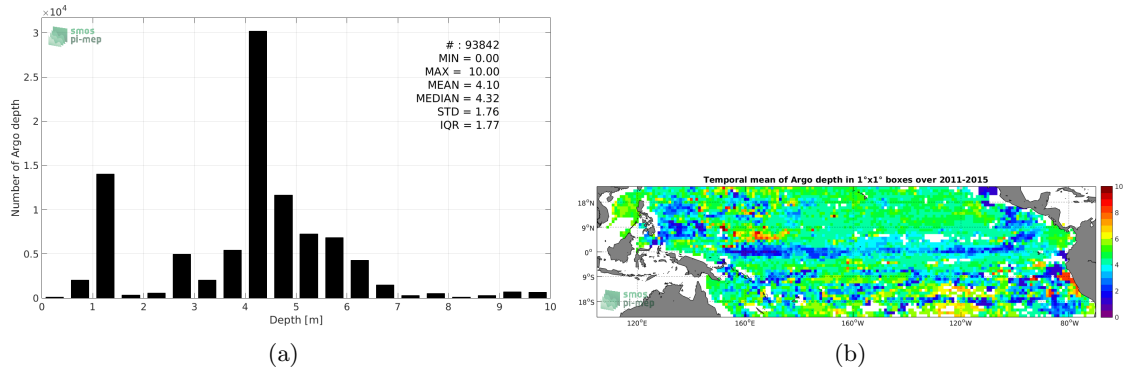 ×10⁴
smos
pi-mep
# : 93842
MIN = 0.00
MAX = 10.00
MEAN = 4.10
MEDIAN = 4.32
STD = 1.76
IQR = 1.77
Number of Argo depth
3
2.5
2
1.5
1
0.5
0
0 1 2 3 4 5 6 7 8 9 10
Depth [m]
(a)
Temporal mean of Argo depth in 1°x1° boxes over 2011-2015
18°N
9°N
0°
9°S
18°S
smos
pi-mep
120°E 160°E 160°W 120°W 80°W
10
8
6
4
2
0
(b)